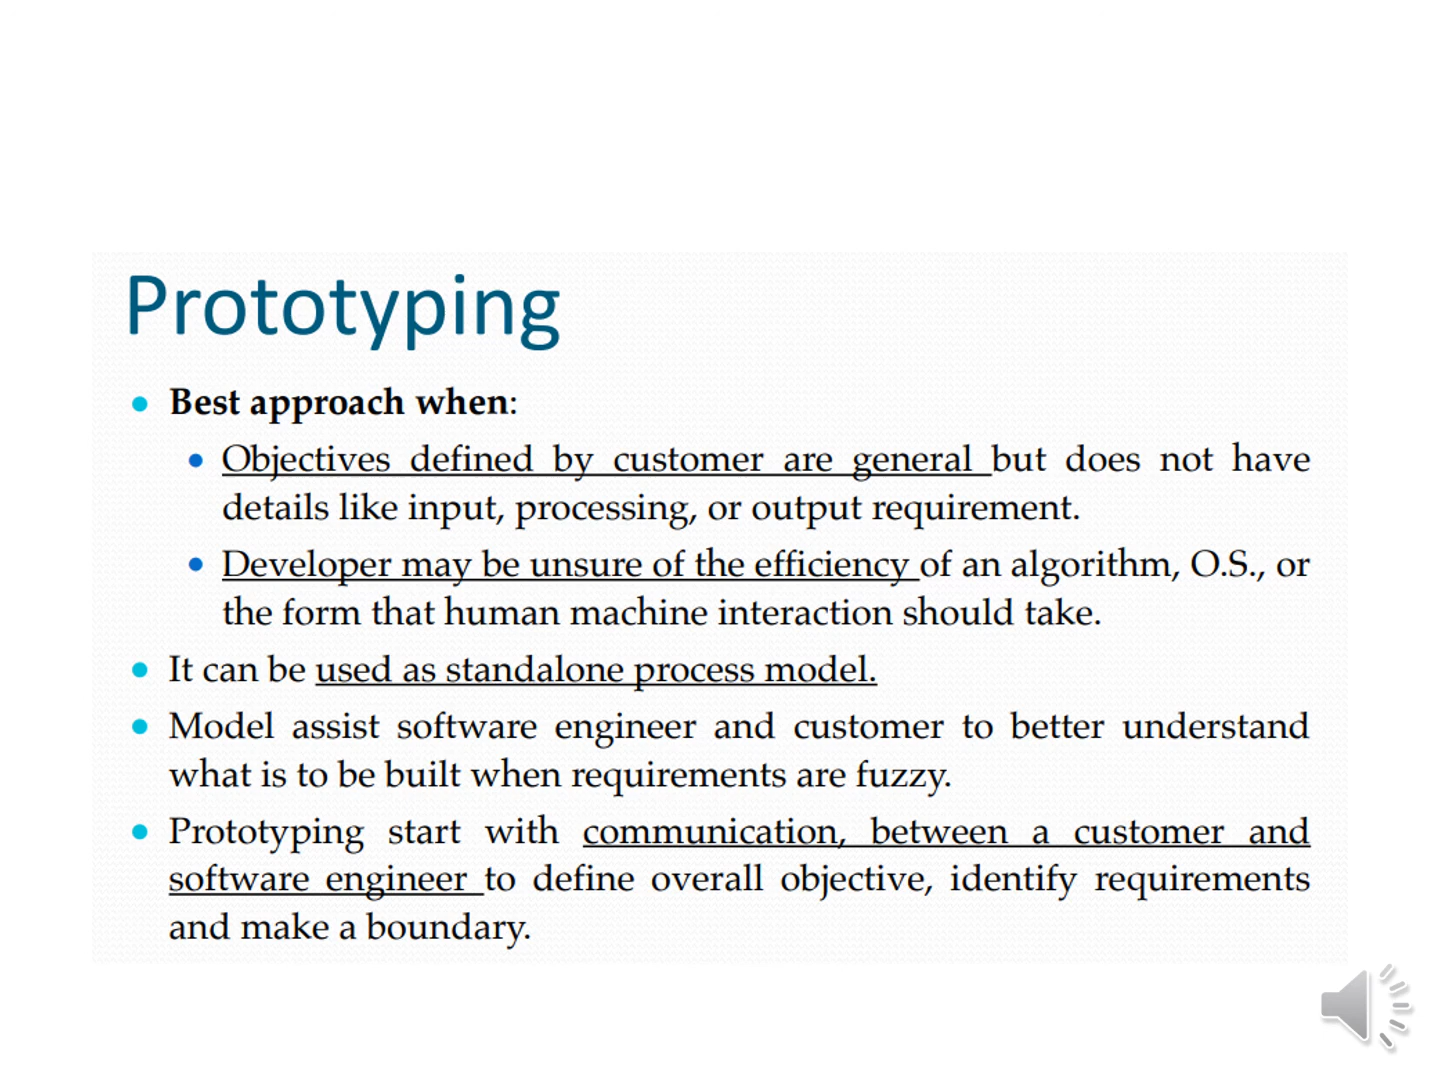 Prototyping
• Best approach when:
• Objectives defined by customer are general but does not have
details like input, processing, or output requirement.
• Developer may be unsure of the efficiency of an algorithm, O.S., or
the form that human machine interaction should take.
• It can be used as standalone process model.
• Model assist software engineer and customer to better understand
what is to be built when requirements are fuzzy.
• Prototyping start with communication, between a customer and
software engineer to define overall objective, identify requirements
and make a boundary.